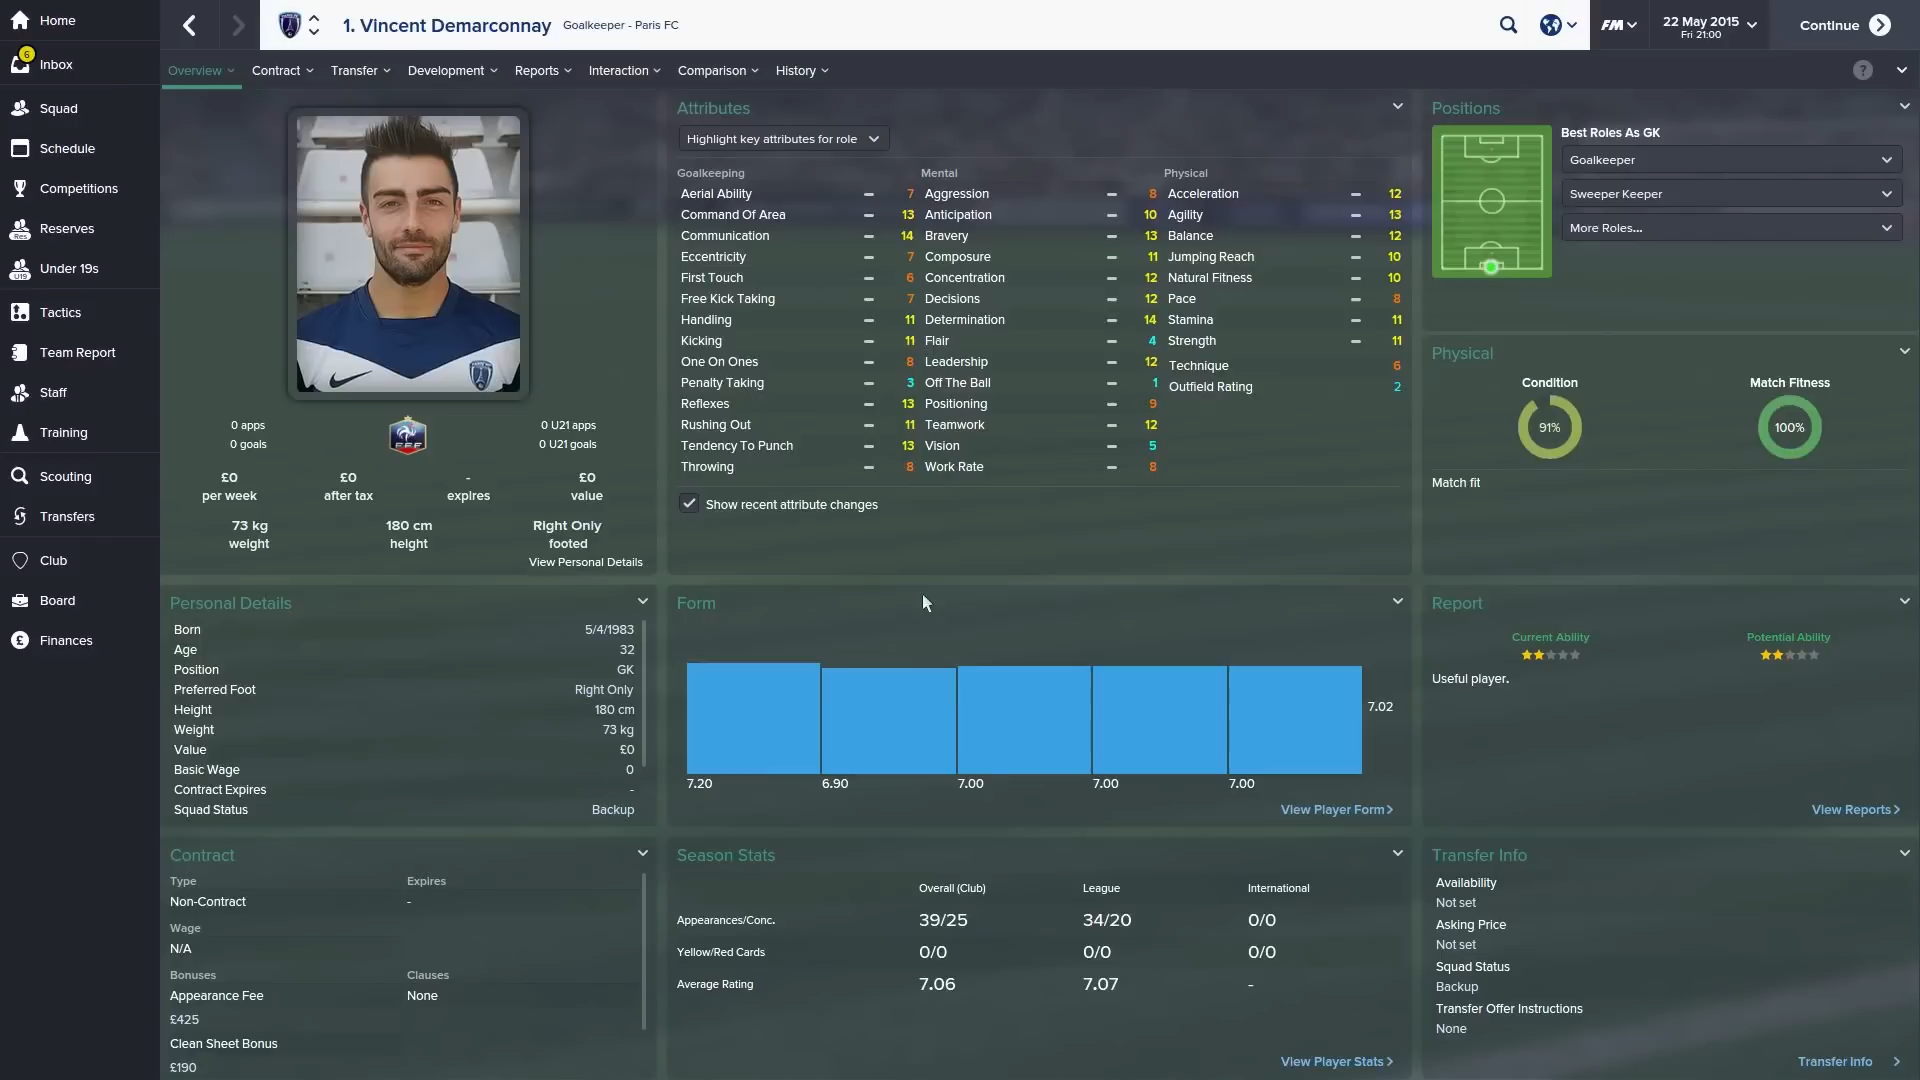 Home
6
Inbox
Squad
Schedule
Competitions
Res
Reserves
U19
Under 19s
Tactics
Team Report
Staff
Training
Scouting
Transfers
Club
Board
Finances
1. Vincent Demarconnay
Goalkeeper - Paris FC
FM
22 May 2015
Fri 21:00
Continue
Overview
Contract
Transfer
Development
Reports
Interaction
Comparison
History
?
FFF
0 apps
0 goals
0 U21 apps
0 U21 goals
£0 per week
£0 after tax
- expires
£0 value
73 kg weight
180 cm height
Right Only footed
View Personal Details
Attributes
Highlight key attributes for role
Goalkeeping Mental Physical
Aerial Ability - 7 Aggression - 8 Acceleration - 12
Command Of Area - 13 Anticipation - 10 Agility - 13
Communication - 14 Bravery - 13 Balance - 12
Eccentricity - 7 Composure - 11 Jumping Reach - 10
First Touch - 6 Concentration - 12 Natural Fitness - 10
Free Kick Taking - 7 Decisions - 12 Pace - 8
Handling - 11 Determination - 14 Stamina - 11
Kicking - 11 Flair - 4 Strength - 11
One On Ones - 8 Leadership - 12 Technique 6
Penalty Taking - 3 Off The Ball - 1 Outfield Rating 2
Reflexes - 13 Positioning - 9
Rushing Out - 11 Teamwork - 12
Tendency To Punch - 13 Vision - 5
Throwing - 8 Work Rate - 8
Show recent attribute changes
Positions
Best Roles As GK
Goalkeeper
Sweeper Keeper
More Roles...
Physical
Condition Match Fitness
91% 100%
Match fit
Personal Details
Born 5/4/1983
Age 32
Position GK
Preferred Foot Right Only
Height 180 cm
Weight 73 kg
Value £0
Basic Wage 0
Contract Expires -
Squad Status Backup
Form
7.02
7.20 6.90 7.00 7.00 7.00
View Player Form
Report
Current Ability Potential Ability
Useful player.
View Reports
Contract
Type Expires
Non-Contract -
Wage
N/A
Bonuses Clauses
Appearance Fee None
£425
Clean Sheet Bonus
£190
Season Stats
Overall (Club) League International
Appearances/Conc. 39/25 34/20 0/0
Yellow/Red Cards 0/0 0/0 0/0
Average Rating 7.06 7.07 -
View Player Stats
Transfer Info
Availability
Not set
Asking Price
Not set
Squad Status
Backup
Transfer Offer Instructions
None
Transfer Info